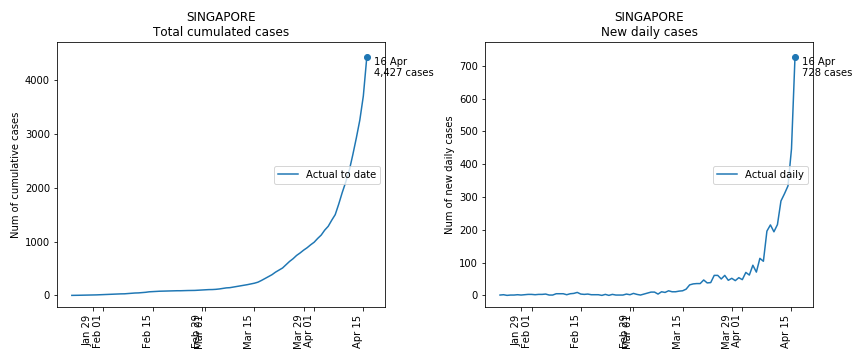 SINGAPORE
Total cumulated cases
Num of cumulative cases
4000
3000
2000
1000
0
16 Apr
4,427 cases
Actual to date
Jan 29
Feb 01
Feb 15
Feb 29
Mar 01
Mar 15
Mar 29
Apr 01
Apr 15
SINGAPORE
New daily cases
Num of new daily cases
700
600
500
400
300
200
100
0
16 Apr
728 cases
Actual daily
Jan 29
Feb 01
Feb 15
Feb 29
Mar 01
Mar 15
Mar 29
Apr 01
Apr 15